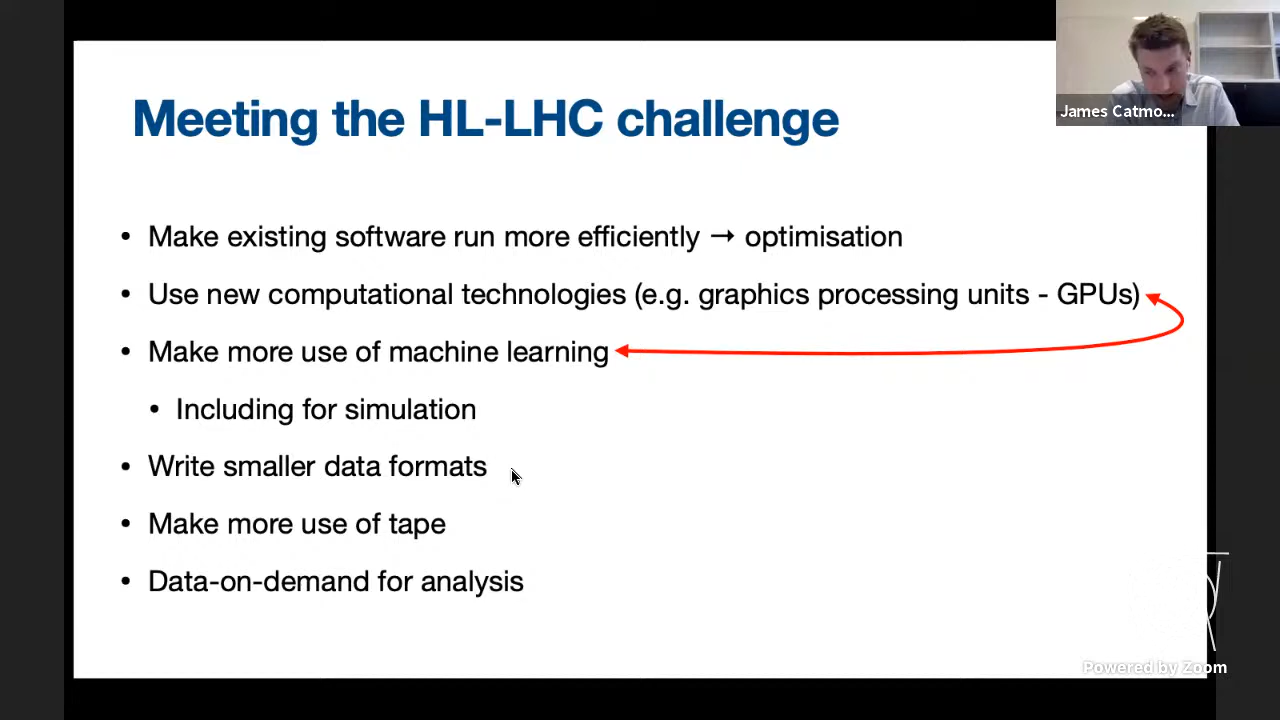 Meeting the HL-LHC challenge
James Catmo...
• Make existing software run more efficiently → optimisation
• Use new computational technologies (e.g. graphics processing units - GPUs)
• Make more use of machine learning
• Including for simulation
• Write smaller data formats
• Make more use of tape
• Data-on-demand for analysis
Powered by Zoom